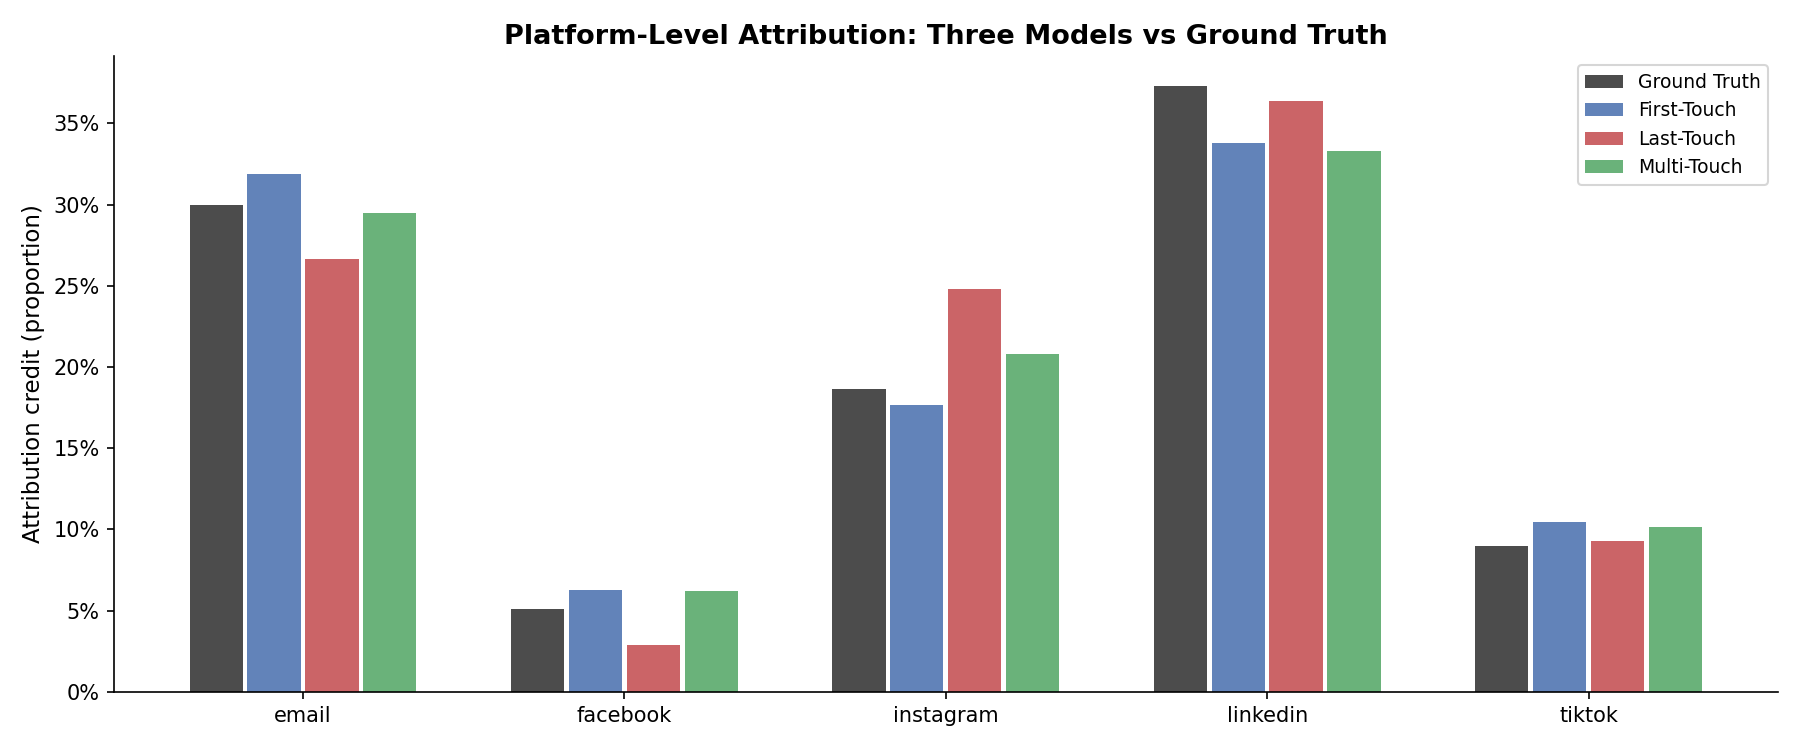 Platform-Level Attribution: Three Models vs Ground Truth
Ground Truth
First-Touch
Last-Touch
Multi-Touch
Attribution credit (proportion)
35%
30%
25%
20%
15%
10%
5%
0%
email facebook instagram linkedin tiktok